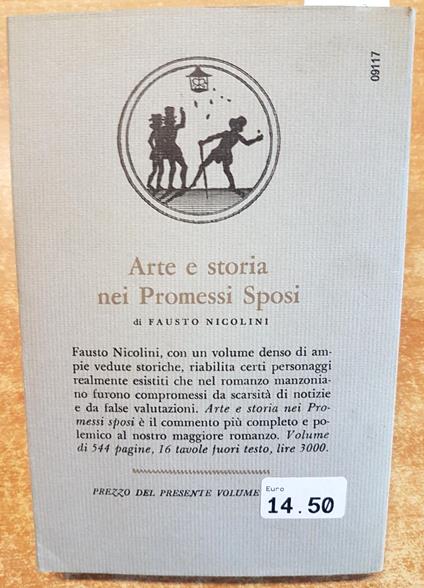 09117
Arte e storia
nei Promessi Sposi
di FAUSTO NICOLINI
Fausto Nicolini, con un volume denso di am-
pie vedute storiche, riabilita certi personaggi
realmente esistiti che nel romanzo manzonia-
no furono compromessi da scarsità di notizie
e da false valutazioni. Arte e storia nei Pro-
messi sposi è il commento più completo e po-
lemico al nostro maggiore romanzo. Volume
di 544 pagine, 16 tavole fuori testo, lire 3000.
PREZZO DEL PRESENTE VOLUME
Euro
14.50